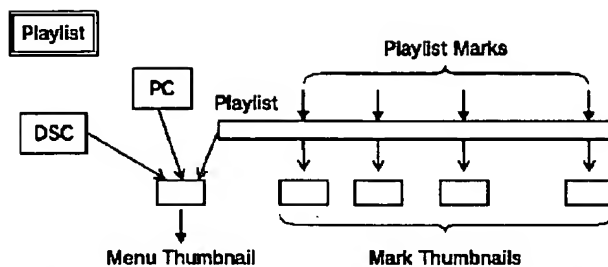 Playlist
Playlist Marks
PC
Playlist
DSC
Menu Thumbnail
Mark Thumbnails